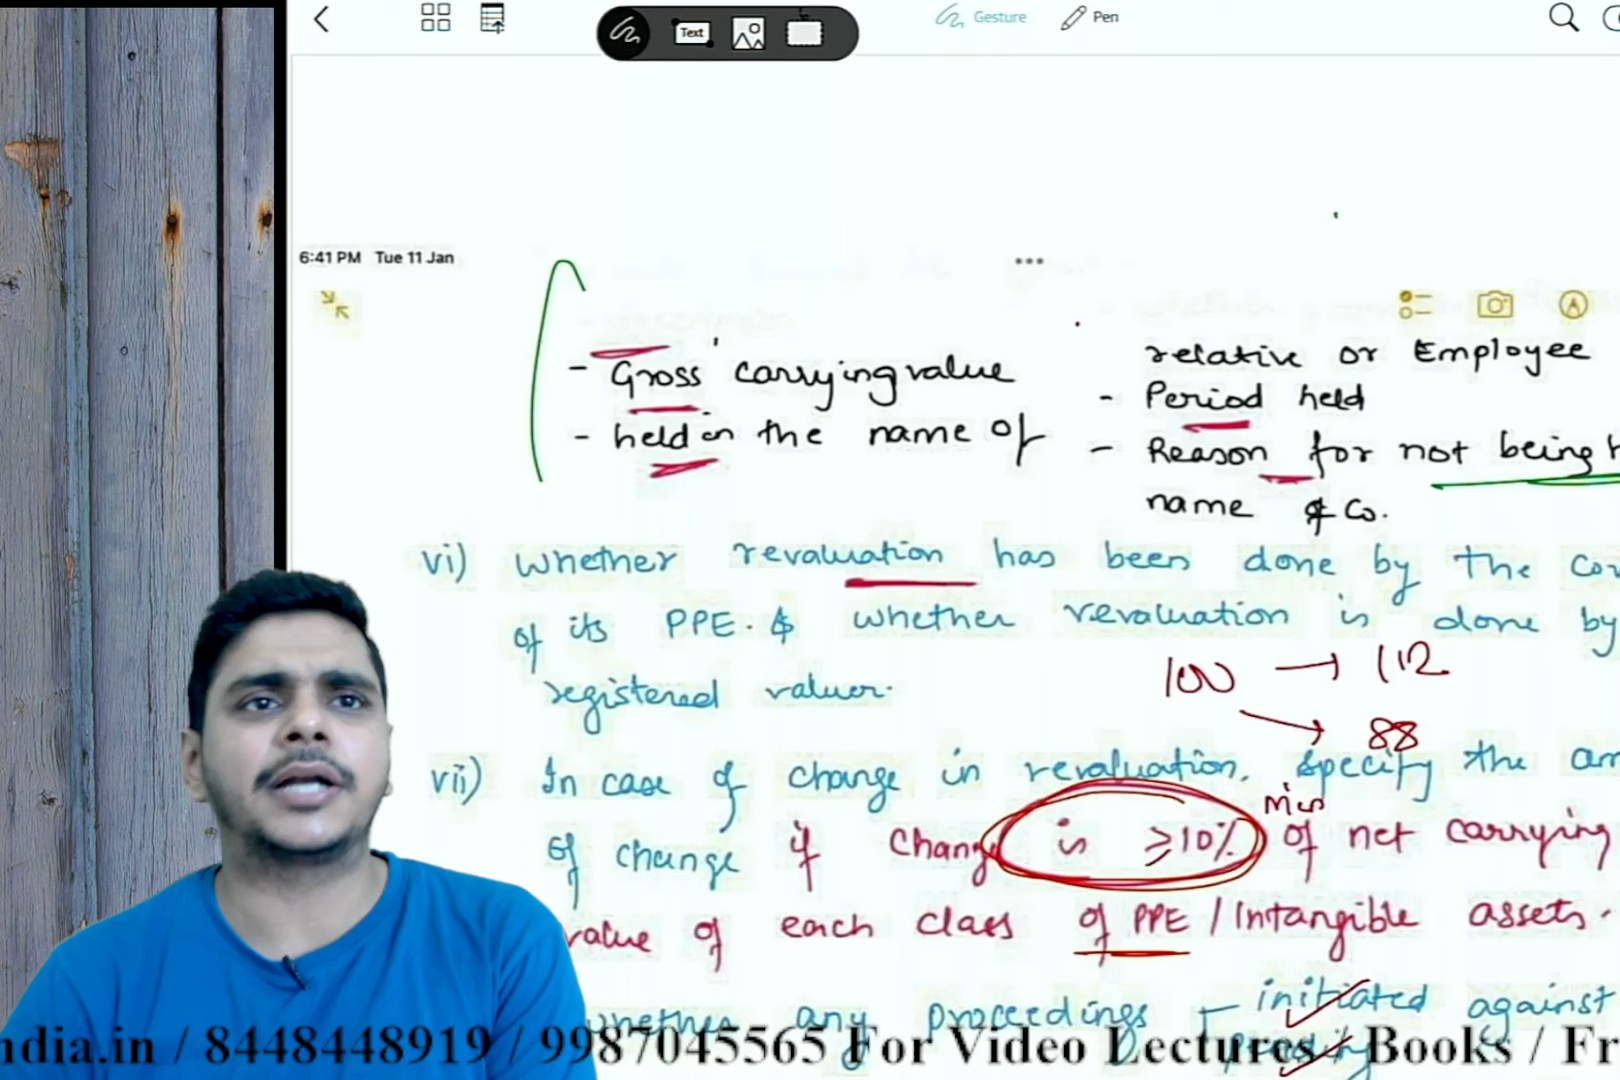 Text
Gesture
Pen
6:41 PM Tue 11 Jan
- Gross carrying value
- held in the name of
relative or Employee
- Period held
- Reason for not being
name of Co.
vi) whether revaluation has been done by the
of its PPE. & whether revaluation is done by
registered valuer.
100 → 112
→ 88
vii) In case of change in revaluation, specify the
min
of change if change is ≥10% of net carrying
value of each class of PPE / Intangible assets.
whether any proceedings initiated against
pending
ndia.in / 8448448919 / 9987045565 For Video Lectures / Books / Fr